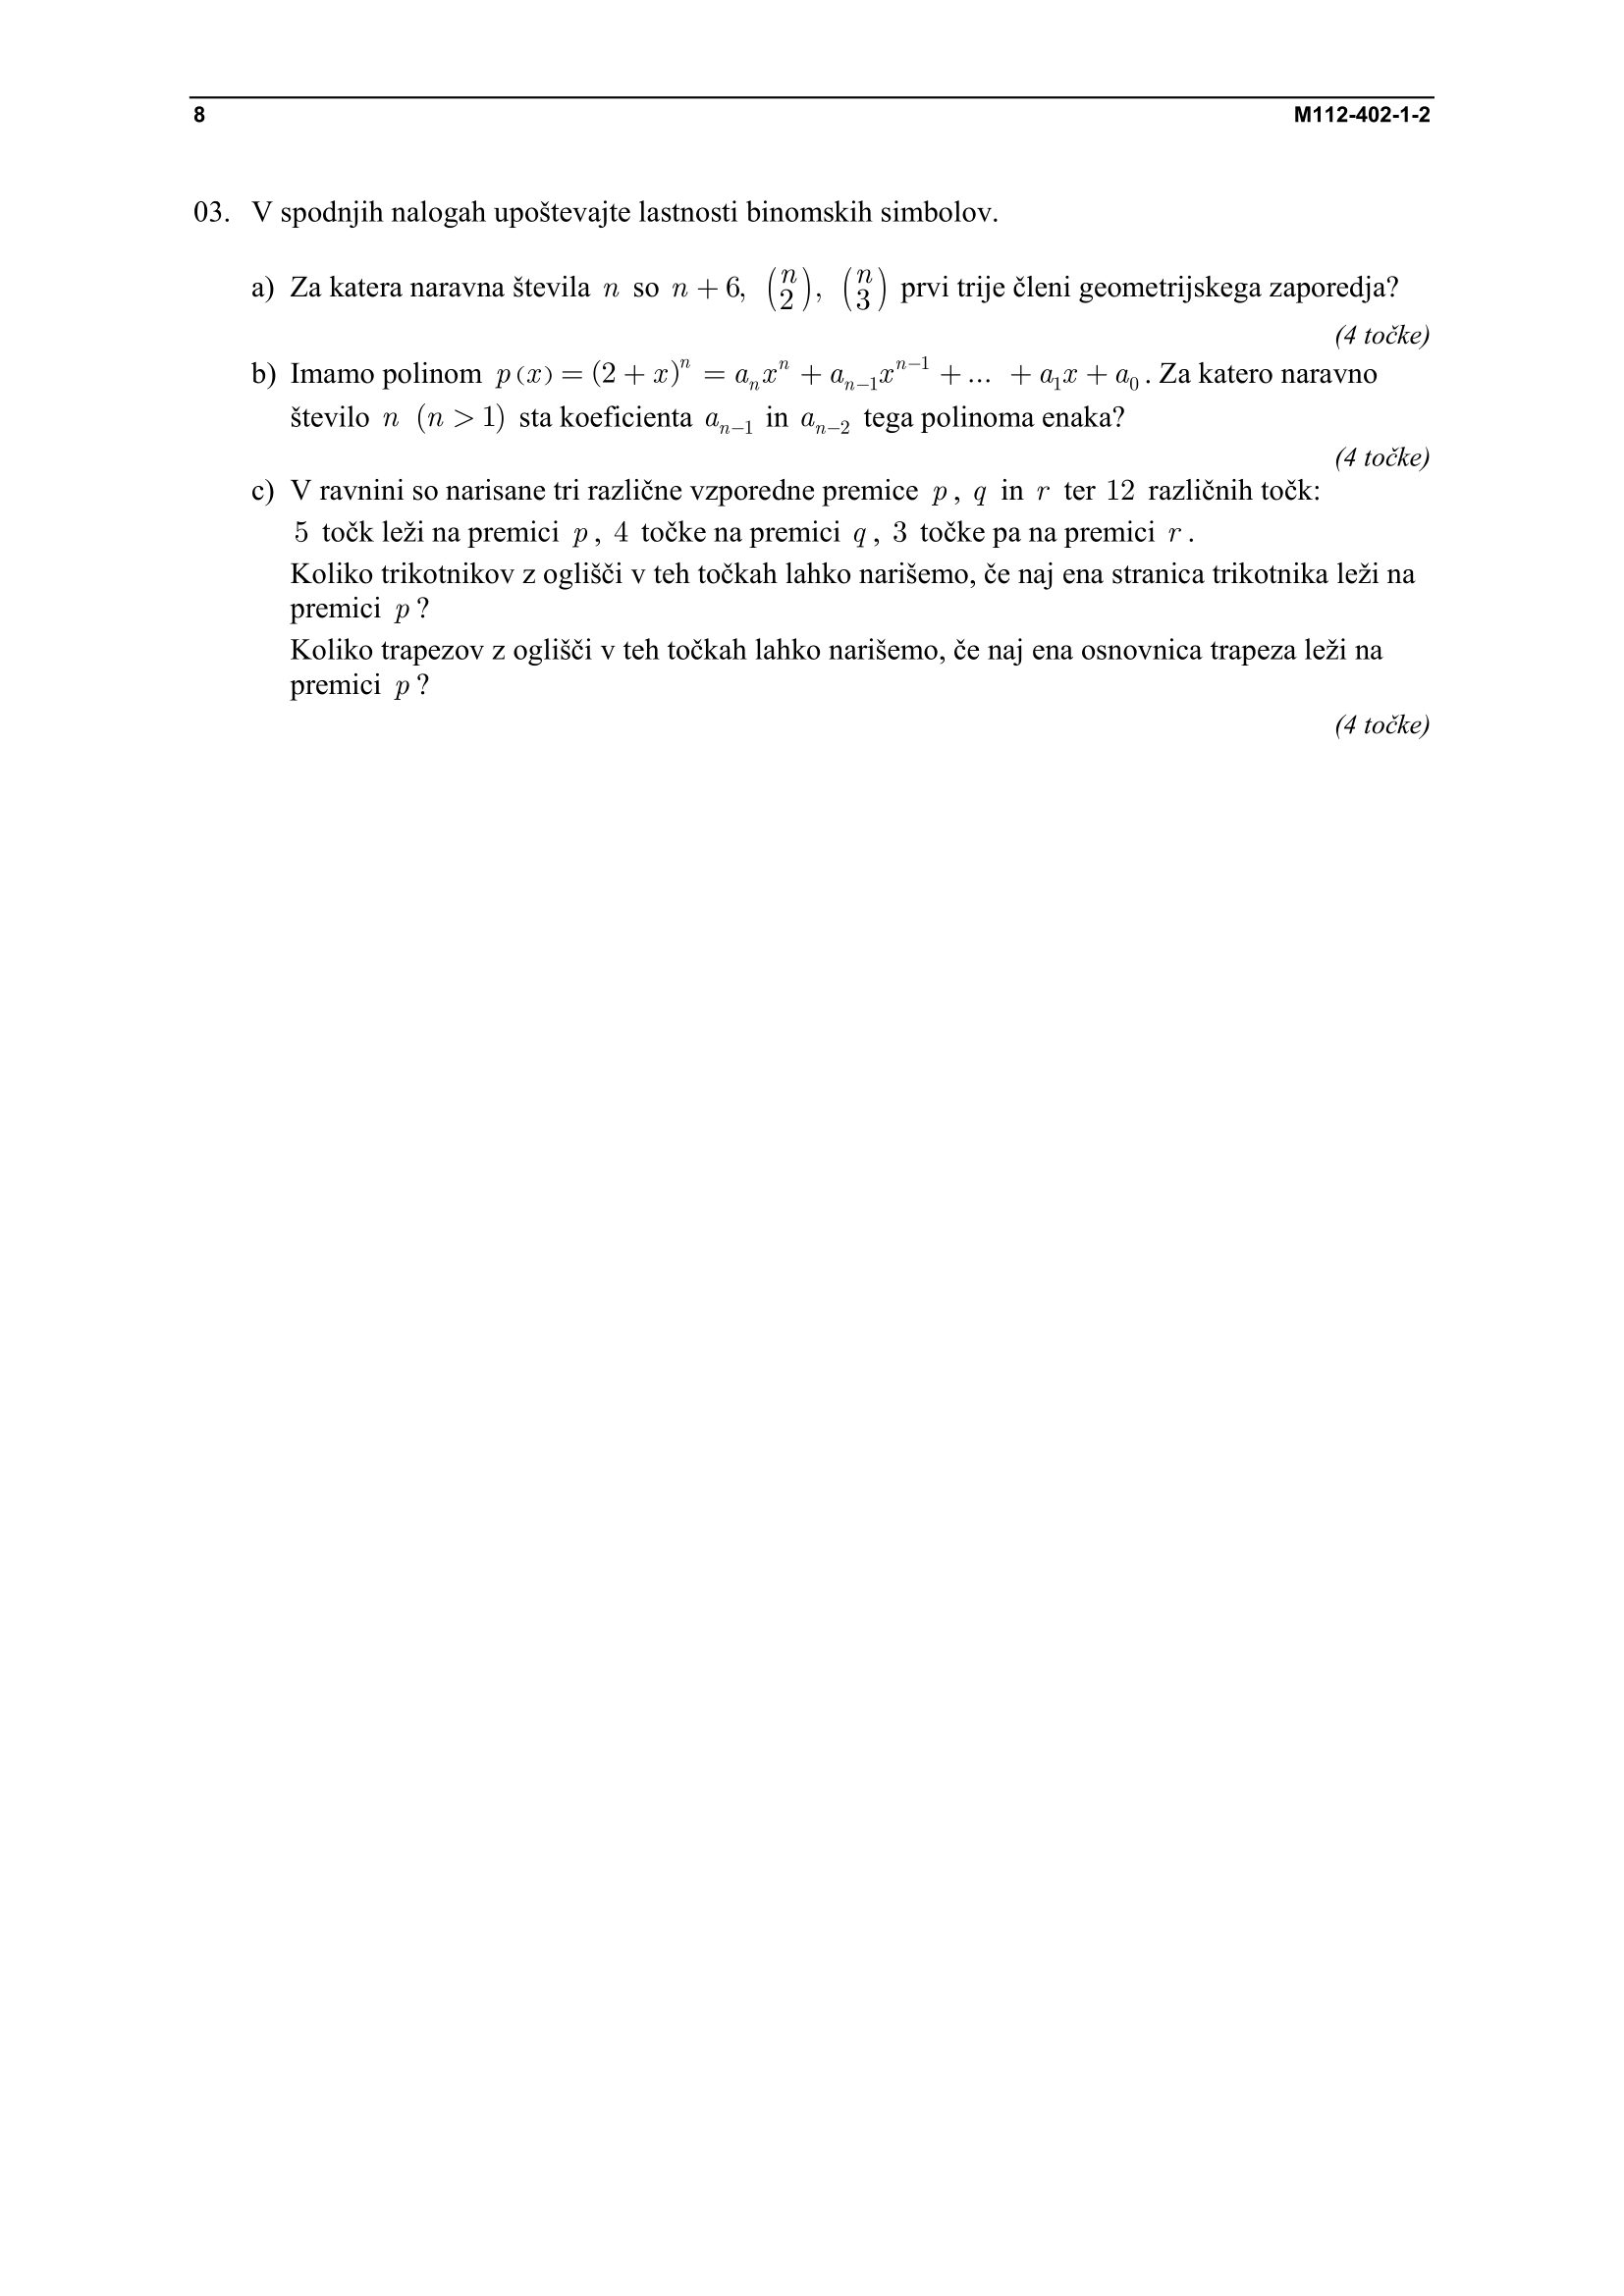 8 M112-402-1-2
03. V spodnjih nalogah upoštevajte lastnosti binomskih simbolov.
a) Za katera naravna števila n so n + 6, (n 2), (n 3) prvi trije členi geometrijskega zaporedja?
(4 točke)
b) Imamo polinom p(x) = (2 + x)^n = a_n x^n + a_{n−1} x^{n−1} + ... + a_1 x + a_0. Za katero naravno
število n (n > 1) sta koeficienta a_{n−1} in a_{n−2} tega polinoma enaka?
(4 točke)
c) V ravnini so narisane tri različne vzporedne premice p, q in r ter 12 različnih točk:
5 točk leži na premici p, 4 točke na premici q, 3 točke pa na premici r.
Koliko trikotnikov z oglišči v teh točkah lahko narišemo, če naj ena stranica trikotnika leži na
premici p?
Koliko trapezov z oglišči v teh točkah lahko narišemo, če naj ena osnovnica trapeza leži na
premici p?
(4 točke)